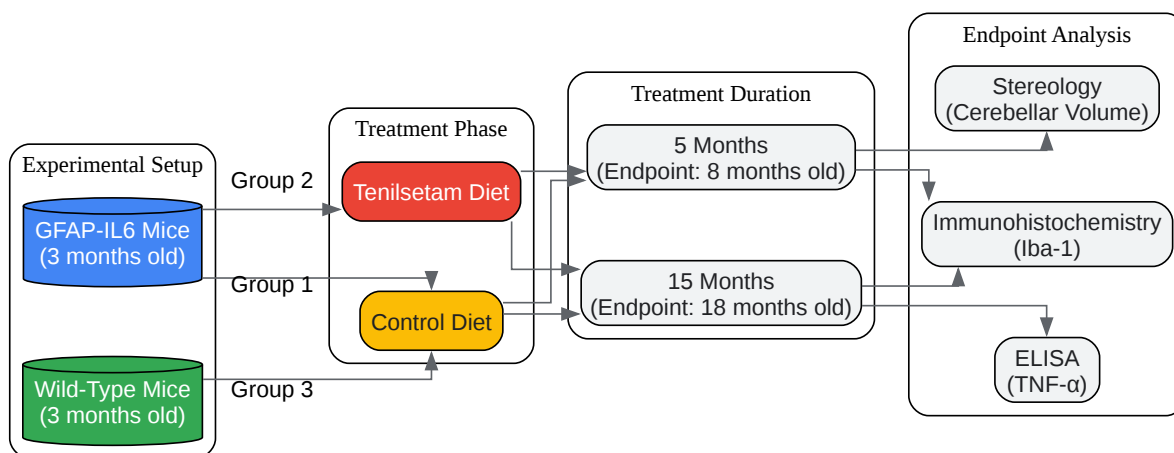 Experimental Setup
GFAP-IL6 Mice
(3 months old)
Wild-Type Mice
(3 months old)
Group 2
Group 1
Group 3
Treatment Phase
Tenilsetam Diet
Control Diet
Treatment Duration
5 Months
(Endpoint: 8 months old)
15 Months
(Endpoint: 18 months old)
Endpoint Analysis
Stereology
(Cerebellar Volume)
Immunohistochemistry
(Iba-1)
ELISA
(TNF-α)